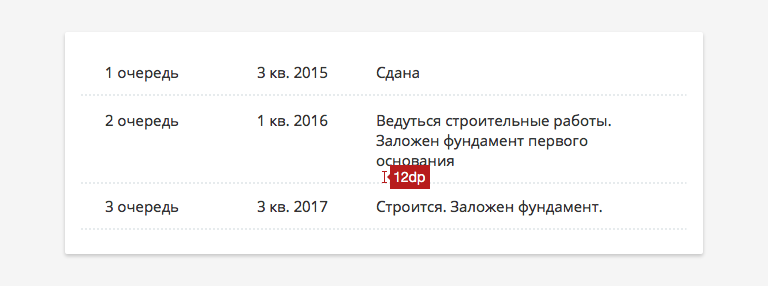 1 очередь 3 кв. 2015 Сдана
2 очередь 1 кв. 2016 Ведуться строительные работы.
Заложен фундамент первого
основания
12dp
3 очередь 3 кв. 2017 Строится. Заложен фундамент.